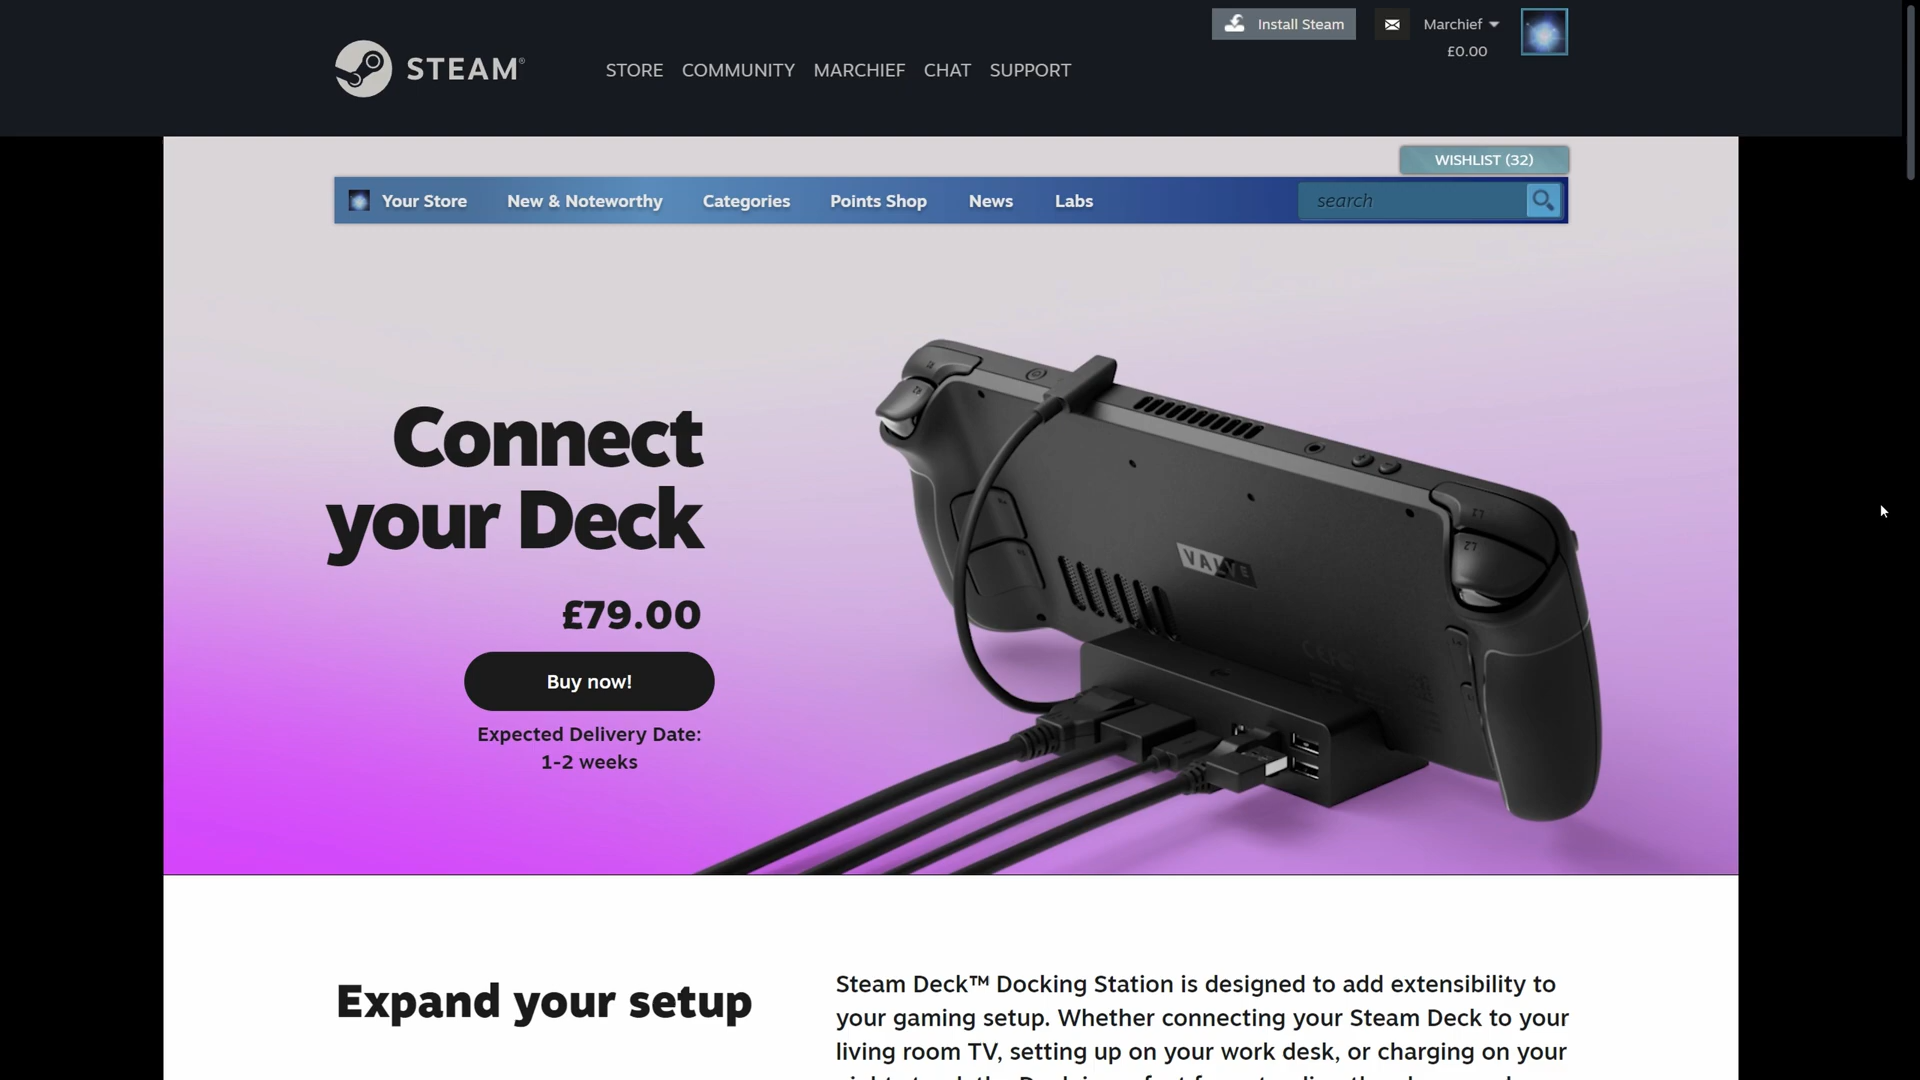 Install Steam
Marchief
£0.00
STEAM®
STORE COMMUNITY MARCHIEF CHAT SUPPORT
WISHLIST (32)
Your Store New & Noteworthy Categories Points Shop News Labs search
Connect
your Deck
£79.00
Buy now!
Expected Delivery Date:
1-2 weeks
VALVE
L1
L2
Expand your setup
Steam Deck™ Docking Station is designed to add extensibility to
your gaming setup. Whether connecting your Steam Deck to your
living room TV, setting up on your work desk, or charging on your